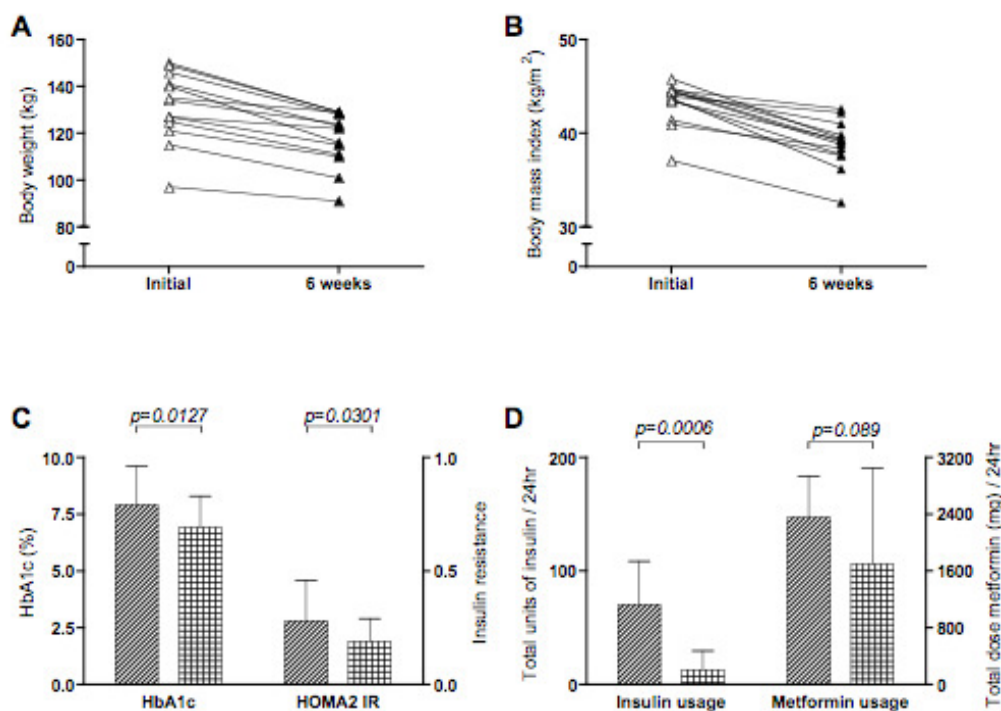 A
B
160
140
120
100
80
0
Body weight (kg)
Initial
6 weeks
50
40
30
0
Body mass index (kg/m²)
Initial
6 weeks
C
D
p=0.0127
p=0.0301
10.0
7.5
5.0
2.5
0.0
HbA1c (%)
1.0
0.5
0.0
Insulin resistance
HbA1c
HOMA2 IR
p=0.0006
p=0.089
200
100
0
Total units of insulin / 24hr
3200
2400
1600
800
0
Total dose metformin (mg) / 24hr
Insulin usage
Metformin usage